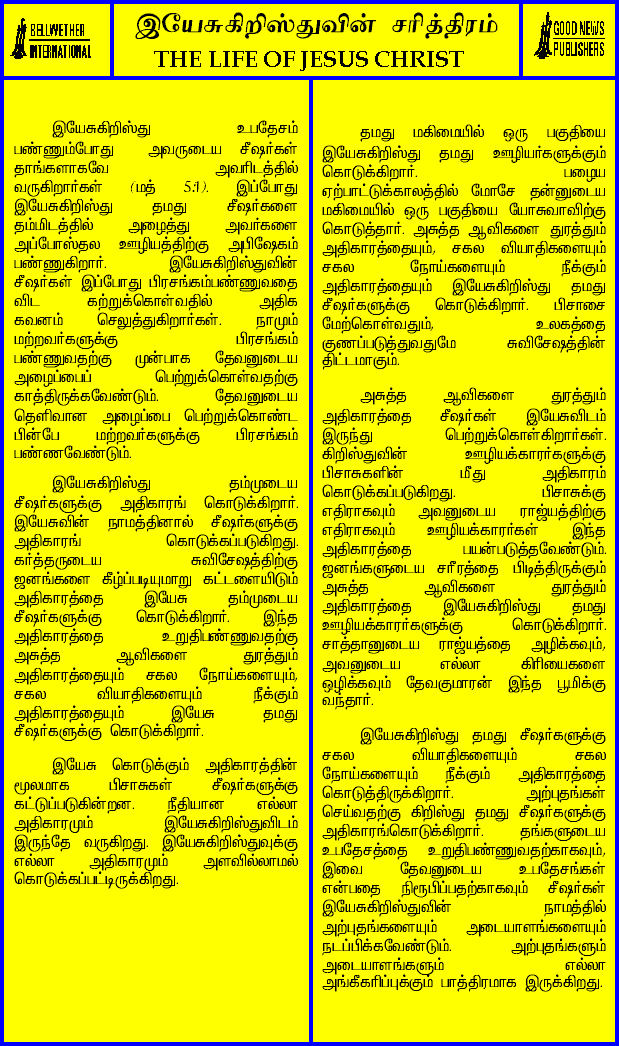 BELLWETHER
INTERNATIONAL
இயேசுகிறிஸ்துவின் சரித்திரம்
THE LIFE OF JESUS CHRIST
GOOD NEWS
PUBLISHERS
இயேசுகிறிஸ்து உபதேசம்
பண்ணும்போது அவருடைய சீஷர்கள்
தாங்களாகவே அவரிடத்தில்
வருகிறார்கள் (மத் 5:1). இப்போது
இயேசுகிறிஸ்து தமது சீஷர்களை
தம்மிடத்தில் அழைத்து அவர்களை
அப்போஸ்தல ஊழியத்திற்கு அபிஷேகம்
பண்ணுகிறார். இயேசுகிறிஸ்துவின்
சீஷர்கள் இப்போது பிரசங்கம்பண்ணுவதை
விட கற்றுக்கொள்வதில் அதிக
கவனம் செலுத்துகிறார்கள். நாமும்
மற்றவர்களுக்கு பிரசங்கம்
பண்ணுவதற்கு முன்பாக தேவனுடைய
அழைப்பைப் பெற்றுக்கொள்வதற்கு
காத்திருக்கவேண்டும். தேவனுடைய
தெளிவான அழைப்பை பெற்றுக்கொண்ட
பின்பே மற்றவர்களுக்கு பிரசங்கம்
பண்ணவேண்டும்.
இயேசுகிறிஸ்து தம்முடைய
சீஷர்களுக்கு அதிகாரங் கொடுக்கிறார்.
இயேசுவின் நாமத்தினால் சீஷர்களுக்கு
அதிகாரங் கொடுக்கப்படுகிறது.
கர்த்தருடைய சுவிசேஷத்திற்கு
ஜனங்களை கீழ்ப்படியுமாறு கட்டளையிடும்
அதிகாரத்தை இயேசு தம்முடைய
சீஷர்களுக்கு கொடுக்கிறார். இந்த
அதிகாரத்தை உறுதிபண்ணுவதற்கு
அசுத்த ஆவிகளை துரத்தும்
அதிகாரத்தையும் சகல நோய்களையும்,
சகல வியாதிகளையும் நீக்கும்
அதிகாரத்தையும் இயேசு தமது
சீஷர்களுக்கு கொடுக்கிறார்.
இயேசு கொடுக்கும் அதிகாரத்தின்
மூலமாக பிசாசுகள் சீஷர்களுக்கு
கட்டுப்படுகின்றன. நீதியான எல்லா
அதிகாரமும் இயேசுகிறிஸ்துவிடம்
இருந்தே வருகிறது. இயேசுகிறிஸ்துவுக்கு
எல்லா அதிகாரமும் அளவில்லாமல்
கொடுக்கப்பட்டிருக்கிறது.
தமது மகிமையில் ஒரு பகுதியை
இயேசுகிறிஸ்து தமது ஊழியர்களுக்கும்
கொடுக்கிறார். பழைய
ஏற்பாட்டுக்காலத்தில் மோசே தன்னுடைய
மகிமையில் ஒரு பகுதியை யோசுவாவிற்கு
கொடுத்தார். அசுத்த ஆவிகளை துரத்தும்
அதிகாரத்தையும், சகல வியாதிகளையும்
சகல நோய்களையும் நீக்கும்
அதிகாரத்தையும் இயேசுகிறிஸ்து தமது
சீஷர்களுக்கு கொடுக்கிறார். பிசாசை
மேற்கொள்வதும், உலகத்தை
குணப்படுத்துவதுமே சுவிசேஷத்தின்
திட்டமாகும்.
அசுத்த ஆவிகளை துரத்தும்
அதிகாரத்தை சீஷர்கள் இயேசுவிடம்
இருந்து பெற்றுக்கொள்கிறார்கள்.
கிறிஸ்துவின் ஊழியக்காரர்களுக்கு
பிசாசுகளின் மீது அதிகாரம்
கொடுக்கப்படுகிறது. பிசாசுக்கு
எதிராகவும் அவனுடைய ராஜ்யத்திற்கு
எதிராகவும் ஊழியக்காரர்கள் இந்த
அதிகாரத்தை பயன்படுத்தவேண்டும்.
ஜனங்களுடைய சரீரத்தை பிடித்திருக்கும்
அசுத்த ஆவிகளை துரத்தும்
அதிகாரத்தை இயேசுகிறிஸ்து தமது
ஊழியக்காரர்களுக்கு கொடுக்கிறார்.
சாத்தானுடைய ராஜ்யத்தை அழிக்கவும்,
அவனுடைய எல்லா கிரியைகளை
ஒழிக்கவும் தேவகுமாரன் இந்த பூமிக்கு
வந்தார்.
இயேசுகிறிஸ்து தமது சீஷர்களுக்கு
சகல வியாதிகளையும் சகல
நோய்களையும் நீக்கும் அதிகாரத்தை
கொடுத்திருக்கிறார். அற்புதங்கள்
செய்வதற்கு கிறிஸ்து தமது சீஷர்களுக்கு
அதிகாரங்கொடுக்கிறார். தங்களுடைய
உபதேசத்தை உறுதிபண்ணுவதற்காகவும்,
இவை தேவனுடைய உபதேசங்கள்
என்பதை நிரூபிப்பதற்காகவும் சீஷர்கள்
இயேசுகிறிஸ்துவின் நாமத்தில்
அற்புதங்களையும் அடையாளங்களையும்
நடப்பிக்கவேண்டும். அற்புதங்களும்
அடையாளங்களும் எல்லா
அங்கீகரிப்புக்கும் பாத்திரமாக இருக்கிறது.